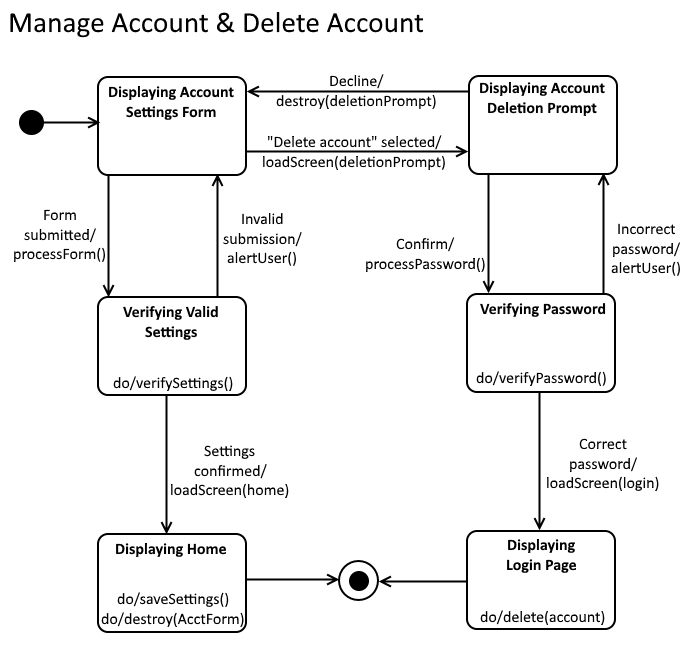 Manage Account & Delete Account
Displaying Account
Settings Form
Decline/
destroy(deletionPrompt)
Displaying Account
Deletion Prompt
"Delete account" selected/
loadScreen(deletionPrompt)
Form
submitted/
processForm()
Invalid
submission/
alertUser()
Confirm/
processPassword()
Incorrect
password/
alertUser()
Verifying Valid
Settings
do/verifySettings()
Verifying Password
do/verifyPassword()
Settings
confirmed/
loadScreen(home)
Correct
password/
loadScreen(login)
Displaying Home
do/saveSettings()
do/destroy(AcctForm)
Displaying
Login Page
do/delete(account)